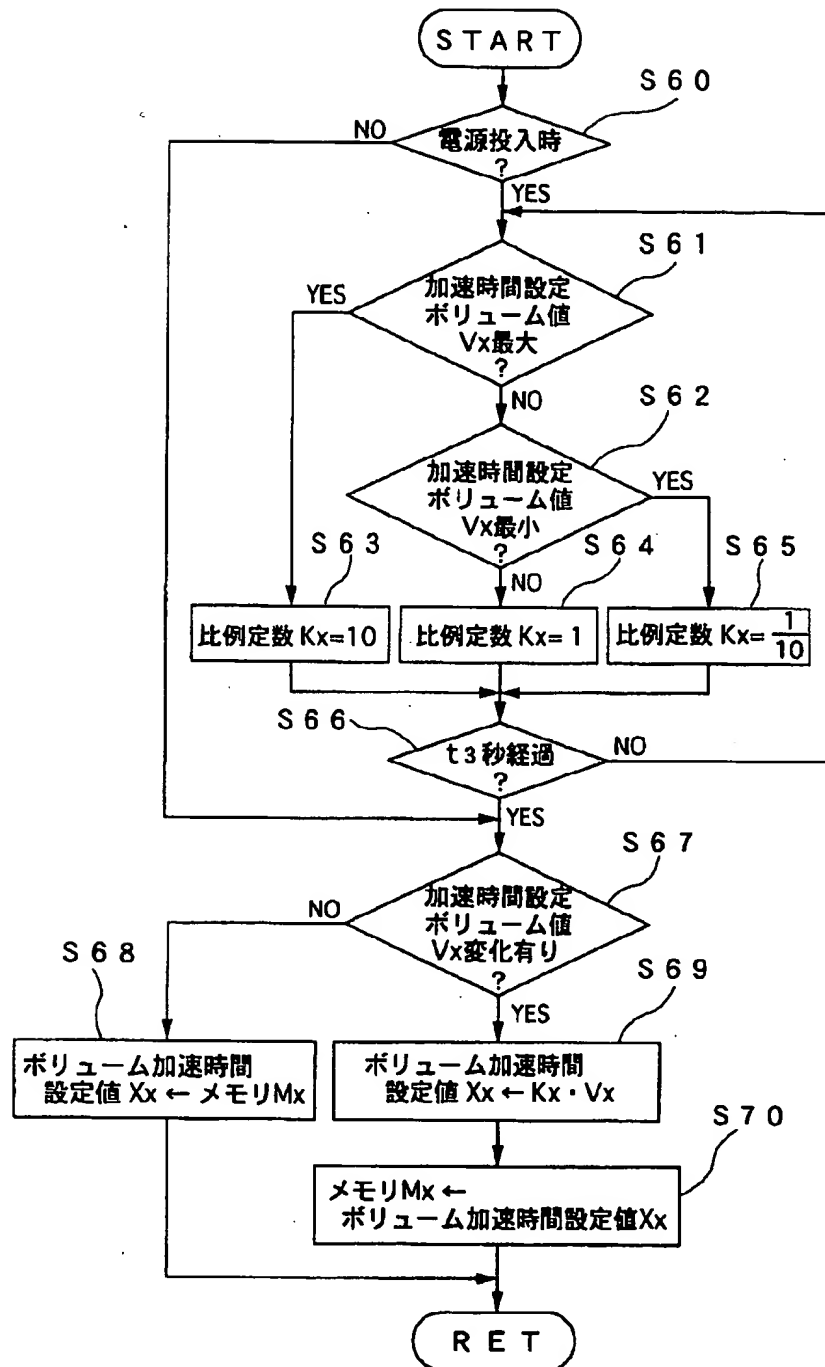 START
S60
NO
電源投入時
?
YES
S61
YES
加速時間設定
ボリューム値
Vx最大
?
NO
S62
加速時間設定
ボリューム値
Vx最小
?
YES
NO
S63
S64
S65
比例定数 Kx=10
比例定数 Kx= 1
比例定数 Kx= 1/10
S66
t3秒経過
?
NO
YES
S67
NO
加速時間設定
ボリューム値
Vx変化有り
?
YES
S68
S69
ボリューム加速時間
設定値 Xx ← メモリMx
ボリューム加速時間
設定値 Xx ← Kx・Vx
S70
メモリMx ←
ボリューム加速時間設定値Xx
RET